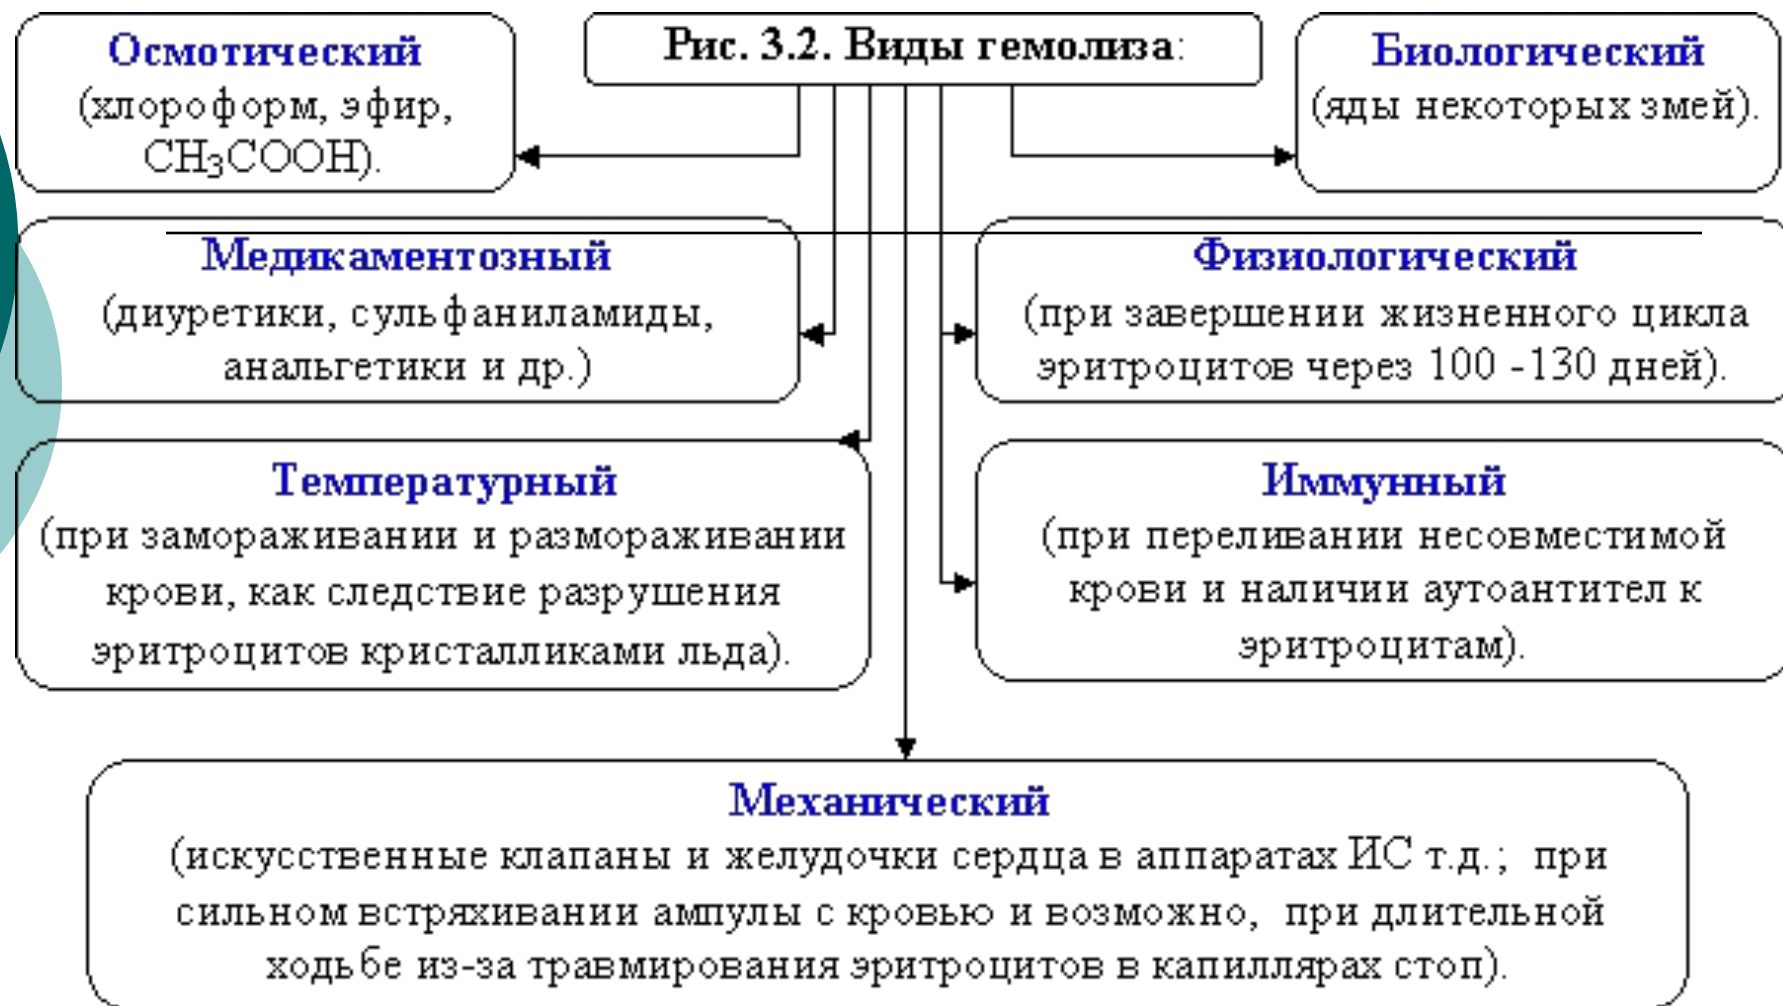 Рис. 3.2. Виды гемолиза:
Осмотический
(хлороформ, эфир,
CH₃COOH).
Биологический
(яды некоторых змей).
Медикаментозный
(диуретики, сульфаниламиды,
анальгетики и др.)
Физиологический
(при завершении жизненного цикла
эритроцитов через 100 -130 дней).
Температурный
(при замораживании и размораживании
крови, как следствие разрушения
эритроцитов кристалликами льда).
Иммунный
(при переливании несовместимой
крови и наличии аутоантител к
эритроцитам).
Механический
(искусственные клапаны и желудочки сердца в аппаратах ИС т.д.; при
сильном встряхивании ампулы с кровью и возможно, при длительной
ходьбе из-за травмирования эритроцитов в капиллярах стоп).